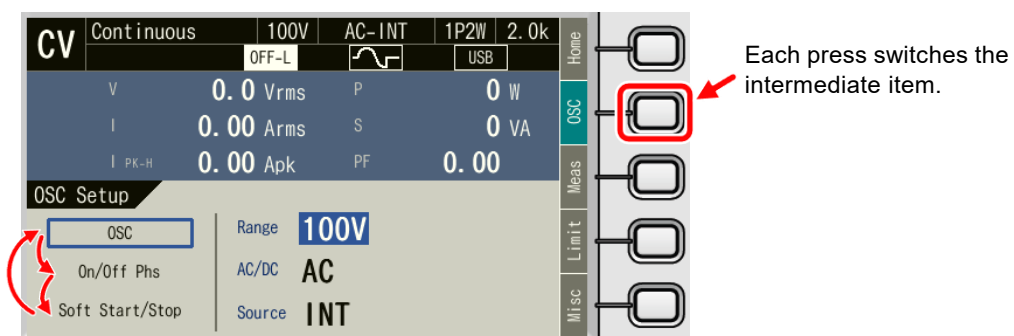 CV Continuous 100V AC-INT 1P2W 2.0k
OFF-L USB
V 0.0 Vrms P 0 W
I 0.00 Arms S 0 VA
I PK-H 0.00 Apk PF 0.00
OSC Setup
OSC Range 100V
On/Off Phs AC/DC AC
Soft Start/Stop Source INT
Home
OSC
Meas
Limit
Misc
Each press switches the
intermediate item.